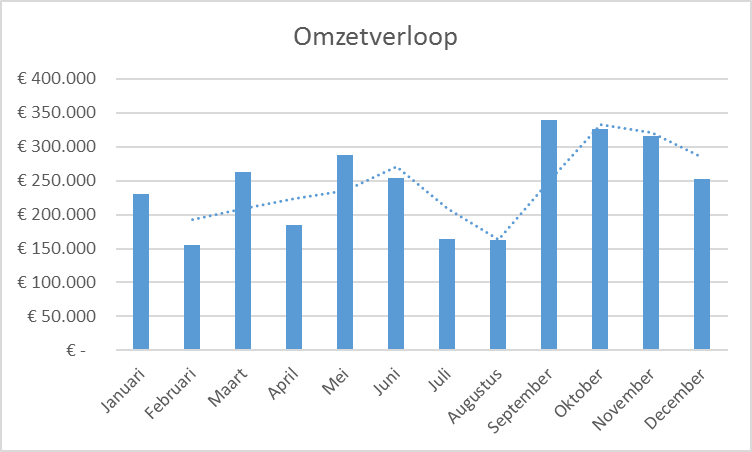 Omzetverloop
€ 400.000
€ 350.000
€ 300.000
€ 250.000
€ 200.000
€ 150.000
€ 100.000
€ 50.000
€ -
Januari
Februari
Maart
April
Mei
Juni
Juli
Augustus
September
Oktober
November
December